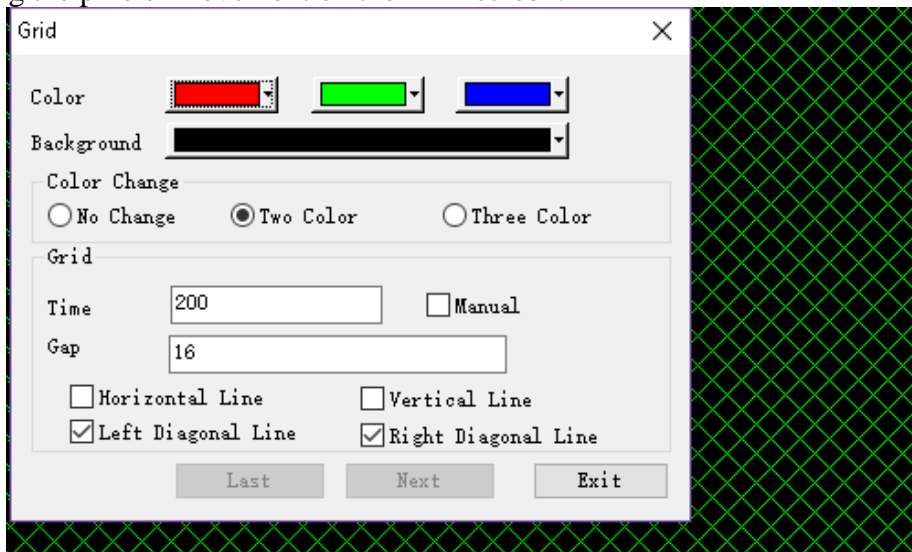 Grid
Color
Background
Color Change
No Change Two Color Three Color
Grid
Time 200 Manual
Gap 16
Horizontal Line Vertical Line
Left Diagonal Line Right Diagonal Line
Last Next Exit